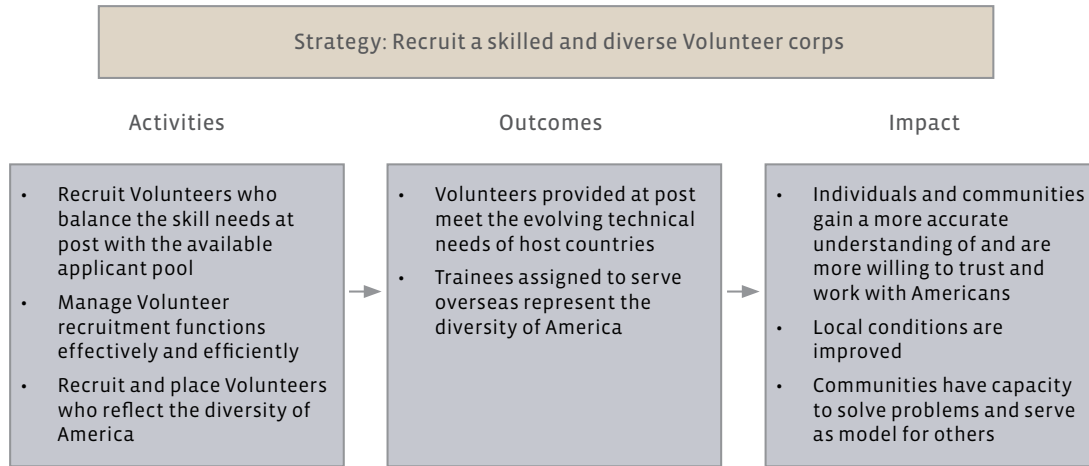 Strategy: Recruit a skilled and diverse Volunteer corps
Activities
• Recruit Volunteers who
balance the skill needs at
post with the available
applicant pool
• Manage Volunteer
recruitment functions
effectively and efficiently
• Recruit and place Volunteers
who reflect the diversity of
America
Outcomes
• Volunteers provided at post
meet the evolving technical
needs of host countries
• Trainees assigned to serve
overseas represent the
diversity of America
Impact
• Individuals and communities
gain a more accurate
understanding of and are
more willing to trust and
work with Americans
• Local conditions are
improved
• Communities have capacity
to solve problems and serve
as model for others